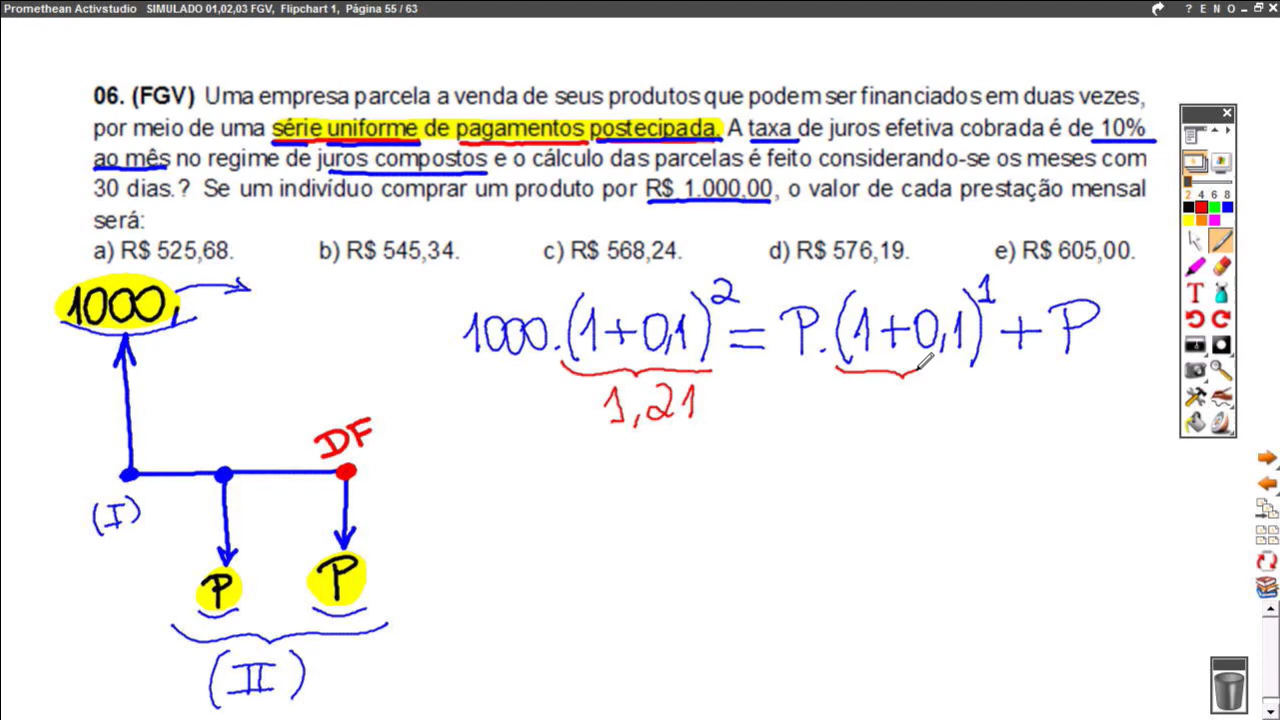 Promethean Activstudio SIMULADO 01,02,03 FGV, Flipchart 1, Página 55 / 63
? E N O
06. (FGV) Uma empresa parcela a venda de seus produtos que podem ser financiados em duas vezes,
por meio de uma série uniforme de pagamentos postecipada. A taxa de juros efetiva cobrada é de 10%
ao mês no regime de juros compostos e o cálculo das parcelas é feito considerando-se os meses com
30 dias.? Se um indivíduo comprar um produto por R$ 1.000,00, o valor de cada prestação mensal
será:
a) R$ 525,68. b) R$ 545,34. c) R$ 568,24. d) R$ 576,19. e) R$ 605,00.
2 4 6 8
T
1000,
1000.(1+0,1)² = P.(1+0,1)¹ + P
1,21
DF
(I)
P P
(II)